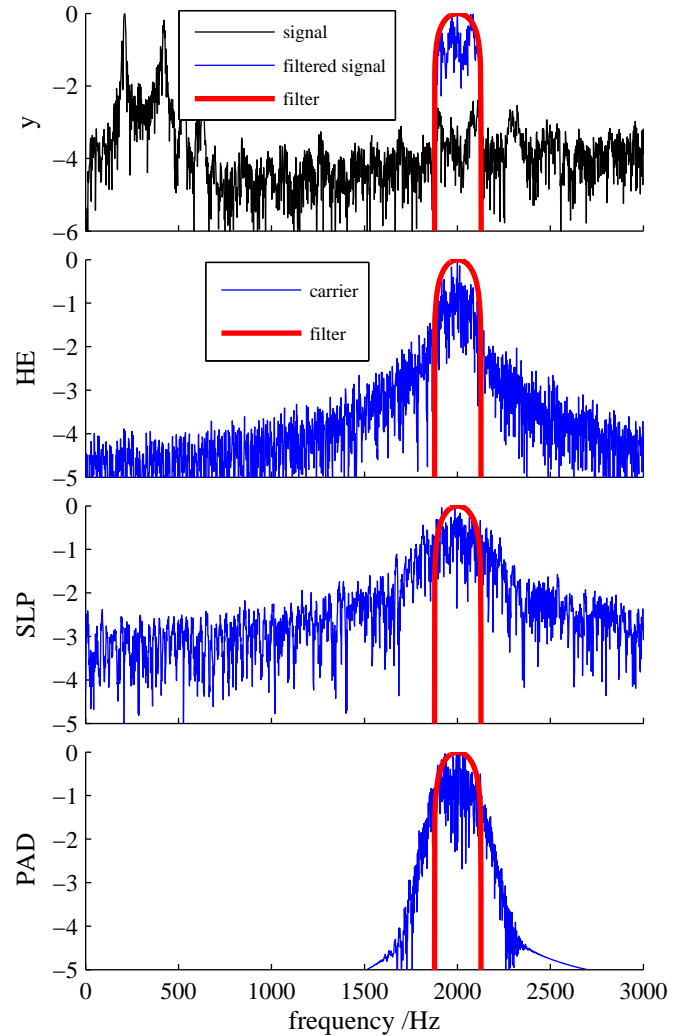 0
−2
−4
−6
y
signal
filtered signal
filter
0
−1
−2
−3
−4
−5
HE
carrier
filter
0
−1
−2
−3
−4
−5
SLP
0
−1
−2
−3
−4
−5
PAD
0 500 1000 1500 2000 2500 3000
frequency /Hz